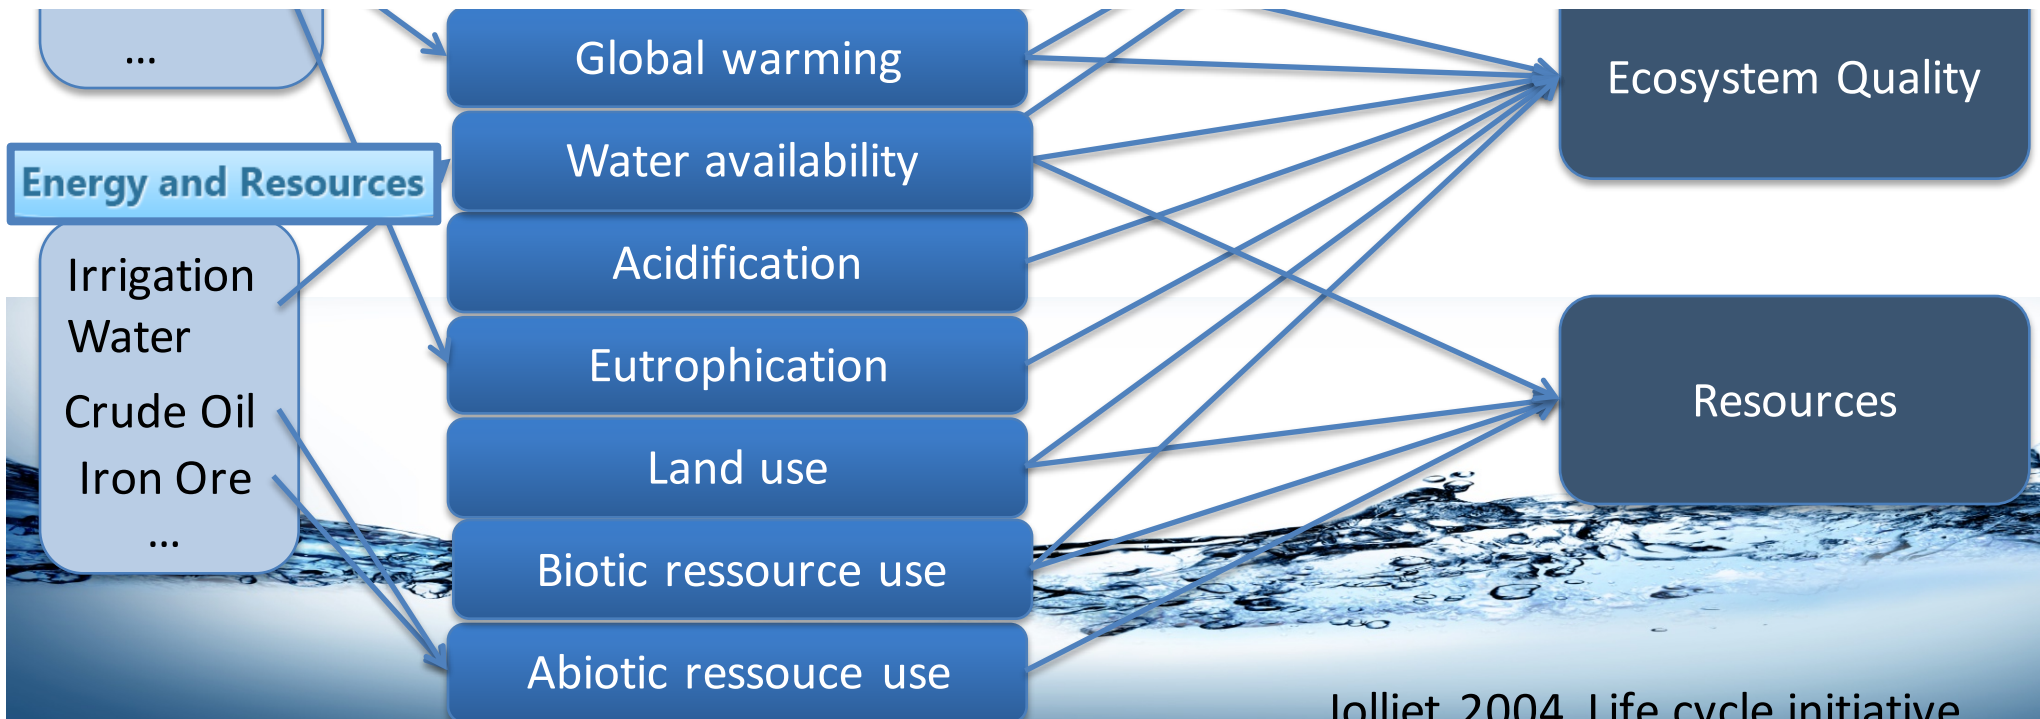 ...
Global warming
Ecosystem Quality
Water availability
Energy and Resources
Acidification
Irrigation
Water
Eutrophication
Crude Oil
Resources
Land use
Iron Ore
...
Biotic ressource use
Abiotic ressouce use
Jolliet 2004, Life cycle initiative